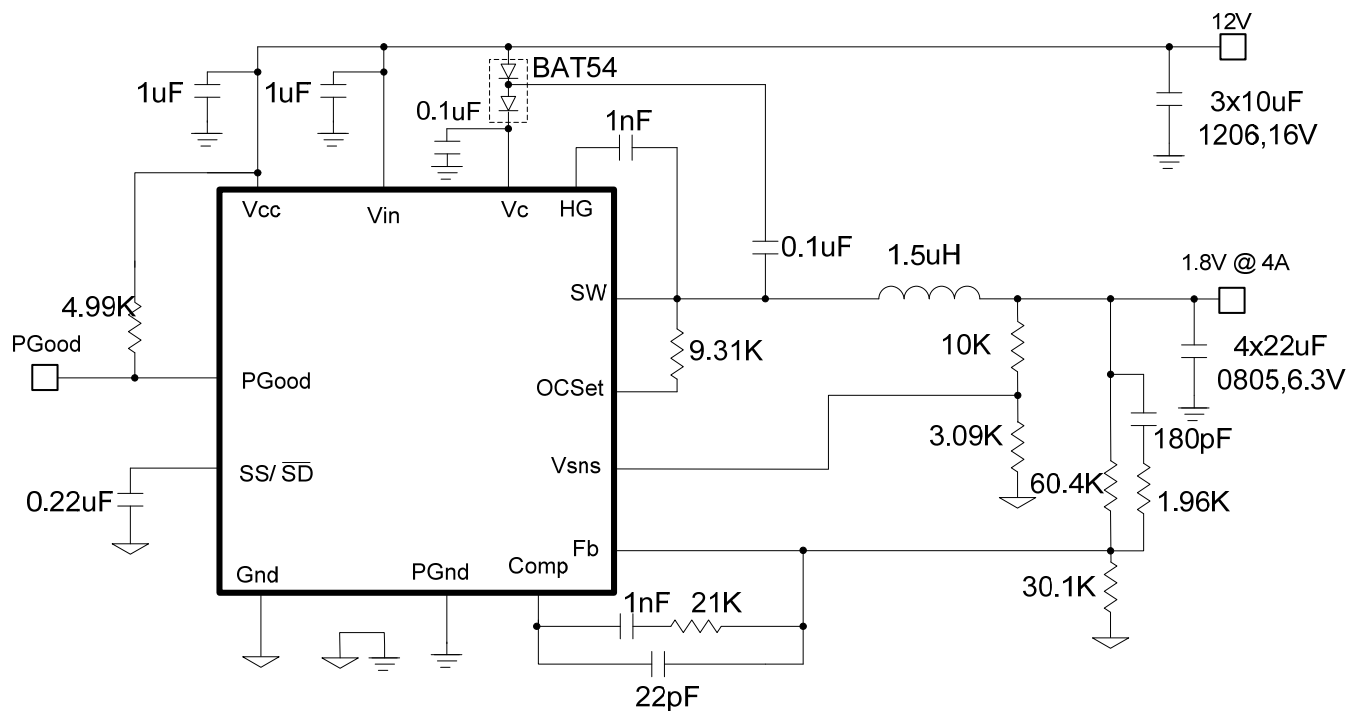 12V
BAT54
1uF
1uF
0.1uF
1nF
3x10uF
1206,16V
Vcc
Vin
Vc
HG
0.1uF
1.5uH
1.8V @ 4A
SW
4.99K
PGood
9.31K
10K
4x22uF
0805,6.3V
PGood
OCSet
3.09K
180pF
Vsns
SS/ SD
60.4K
1.96K
0.22uF
Fb
Gnd
PGnd
Comp
30.1K
1nF
21K
22pF